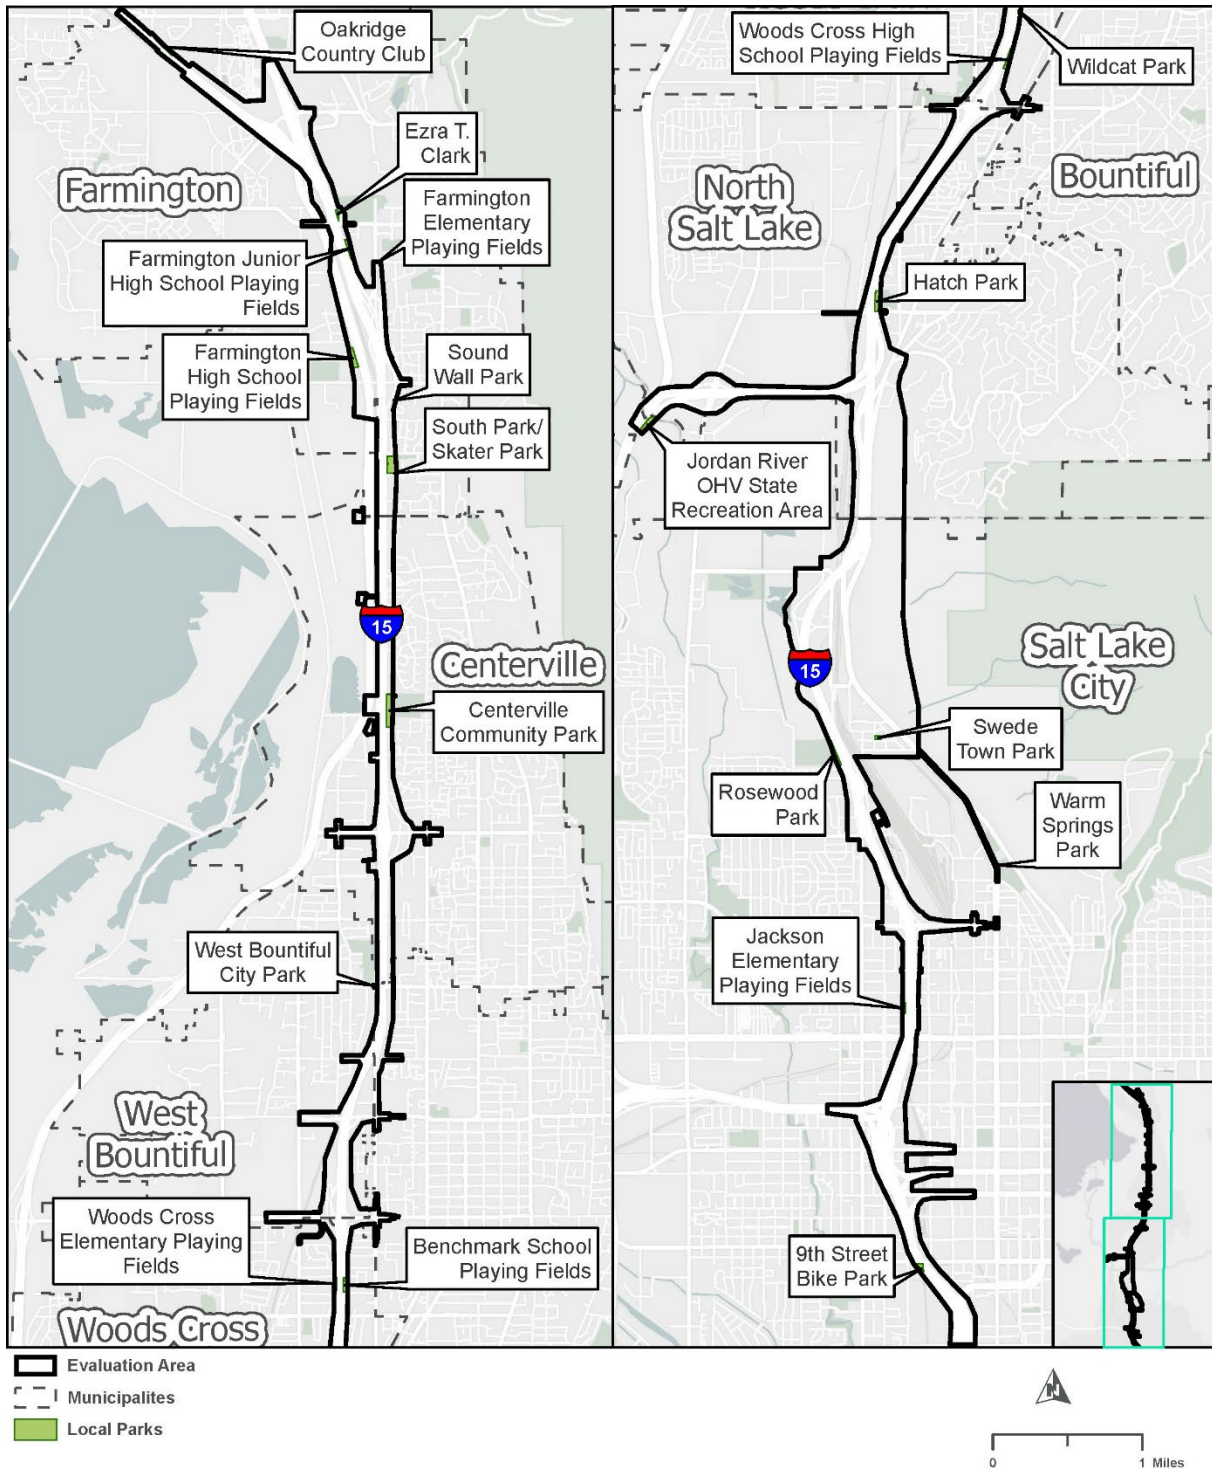 Oakridge
Country Club
Ezra T.
Clark
Farmington
Farmington
Elementary
Playing Fields
Farmington Junior
High School Playing
Fields
Farmington
High School
Playing Fields
Sound
Wall Park
South Park/
Skater Park
15
Centerville
Centerville
Community Park
West Bountiful
City Park
West
Bountiful
Woods Cross
Elementary Playing
Fields
Benchmark School
Playing Fields
Woods Cross
Woods Cross High
School Playing Fields
Wildcat Park
North
Salt Lake
Bountiful
Hatch Park
Jordan River
OHV State
Recreation Area
15
Salt Lake
City
Swede
Town Park
Rosewood
Park
Warm
Springs
Park
Jackson
Elementary
Playing Fields
9th Street
Bike Park
Evaluation Area
Municipalites
Local Parks
N
0 1 Miles